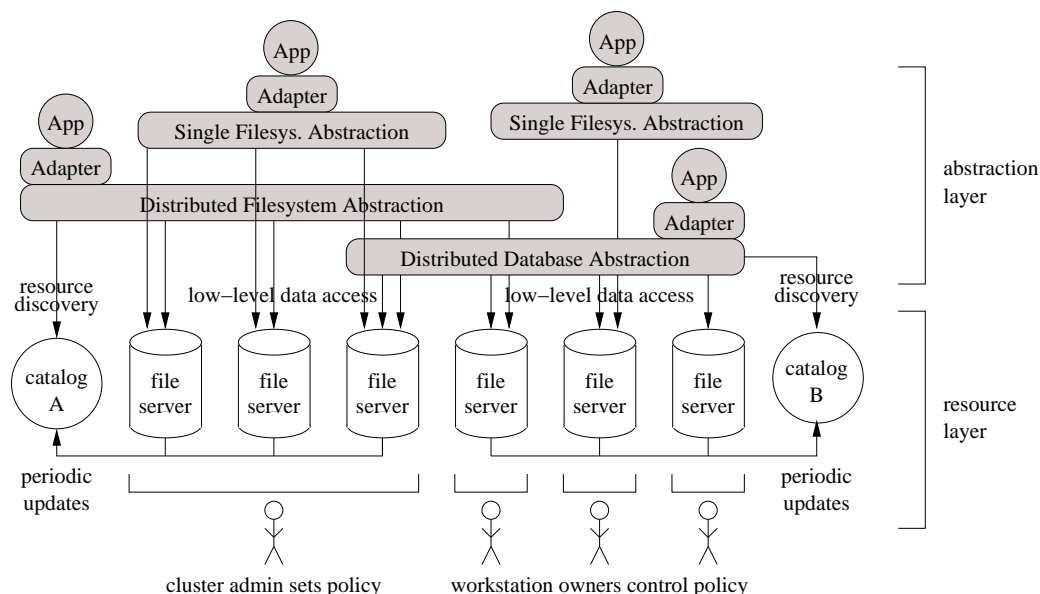 App
Adapter
Single Filesys. Abstraction
App
Adapter
Single Filesys. Abstraction
App
Adapter
Distributed Filesystem Abstraction
App
Adapter
Distributed Database Abstraction
abstraction
layer
resource
discovery
low−level data access
low−level data access
resource
discovery
catalog
A
file
server
file
server
file
server
file
server
file
server
file
server
catalog
B
resource
layer
periodic
updates
periodic
updates
cluster admin sets policy
workstation owners control policy